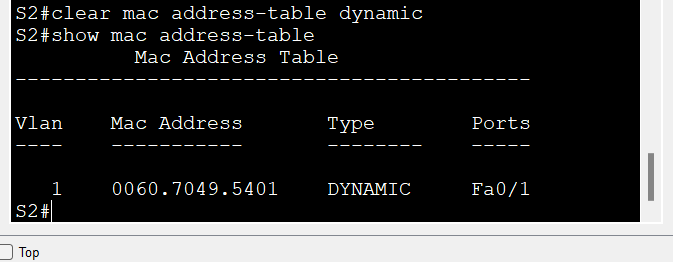 S2#clear mac address-table dynamic
S2#show mac address-table
Mac Address Table
-------------------------------------------
Vlan    Mac Address       Type        Ports
----    -----------       --------    -----
1    0060.7049.5401    DYNAMIC     Fa0/1
S2#
Top